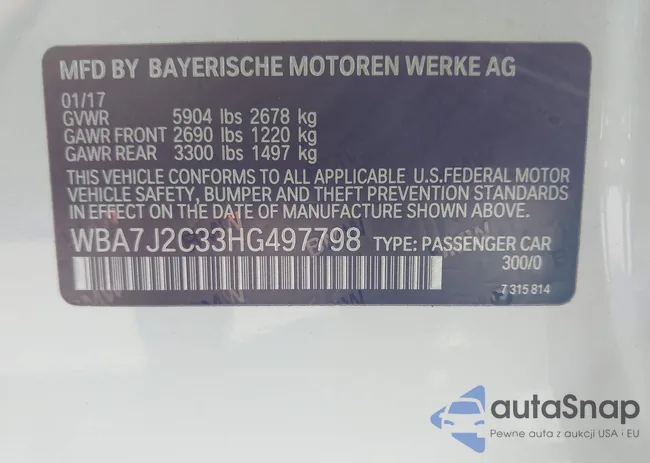 MFD BY BAYERISCHE MOTOREN WERKE AG
01/17
GVWR 5904 lbs 2678 kg
GAWR FRONT 2690 lbs 1220 kg
GAWR REAR 3300 lbs 1497 kg
THIS VEHICLE CONFORMS TO ALL APPLICABLE U.S.FEDERAL MOTOR
VEHICLE SAFETY, BUMPER AND THEFT PREVENTION STANDARDS
IN EFFECT ON THE DATE OF MANUFACTURE SHOWN ABOVE.
WBA7J2C33HG497798 TYPE: PASSENGER CAR
300/0
7 315 814
autaSnap
Pewne auta z aukcji USA i EU